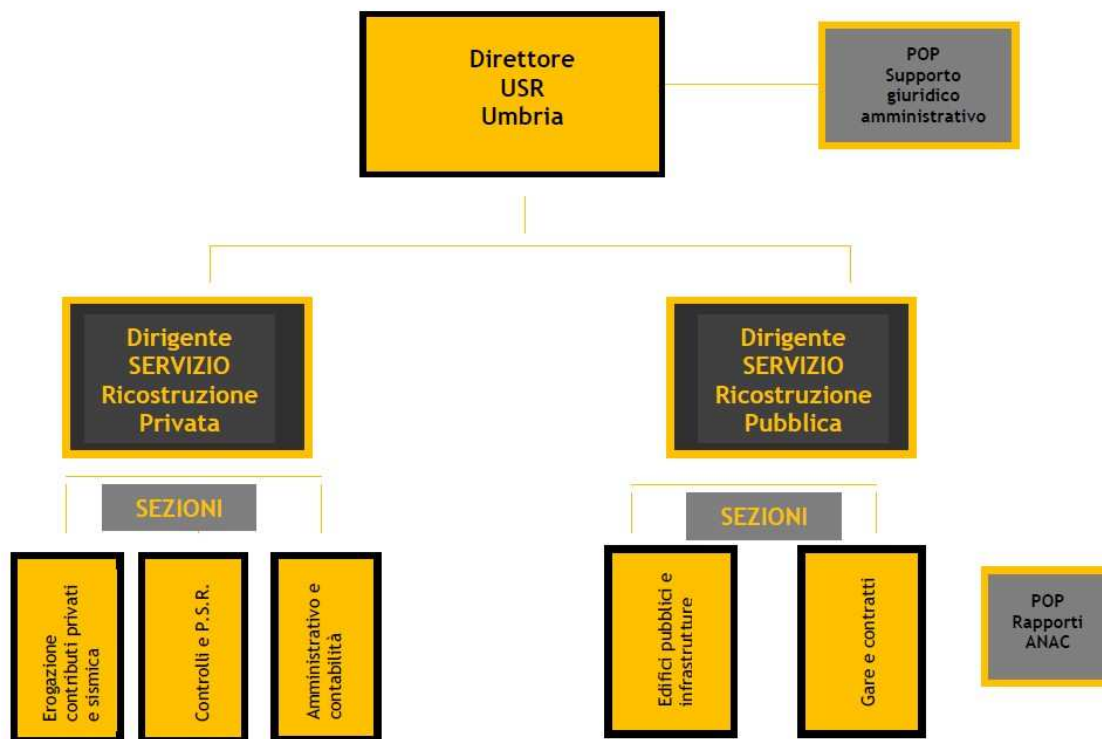 Direttore
USR
Umbria
POP
Supporto
giuridico
amministrativo
Dirigente
SERVIZIO
Ricostruzione
Privata
Dirigente
SERVIZIO
Ricostruzione
Pubblica
SEZIONI
SEZIONI
Erogazione
contributi privati
e sismica
Controlli e P.S.R.
Amministrativo e
contabilità
Edifici pubblici e
infrastrutture
Gare e contratti
POP
Rapporti
ANAC